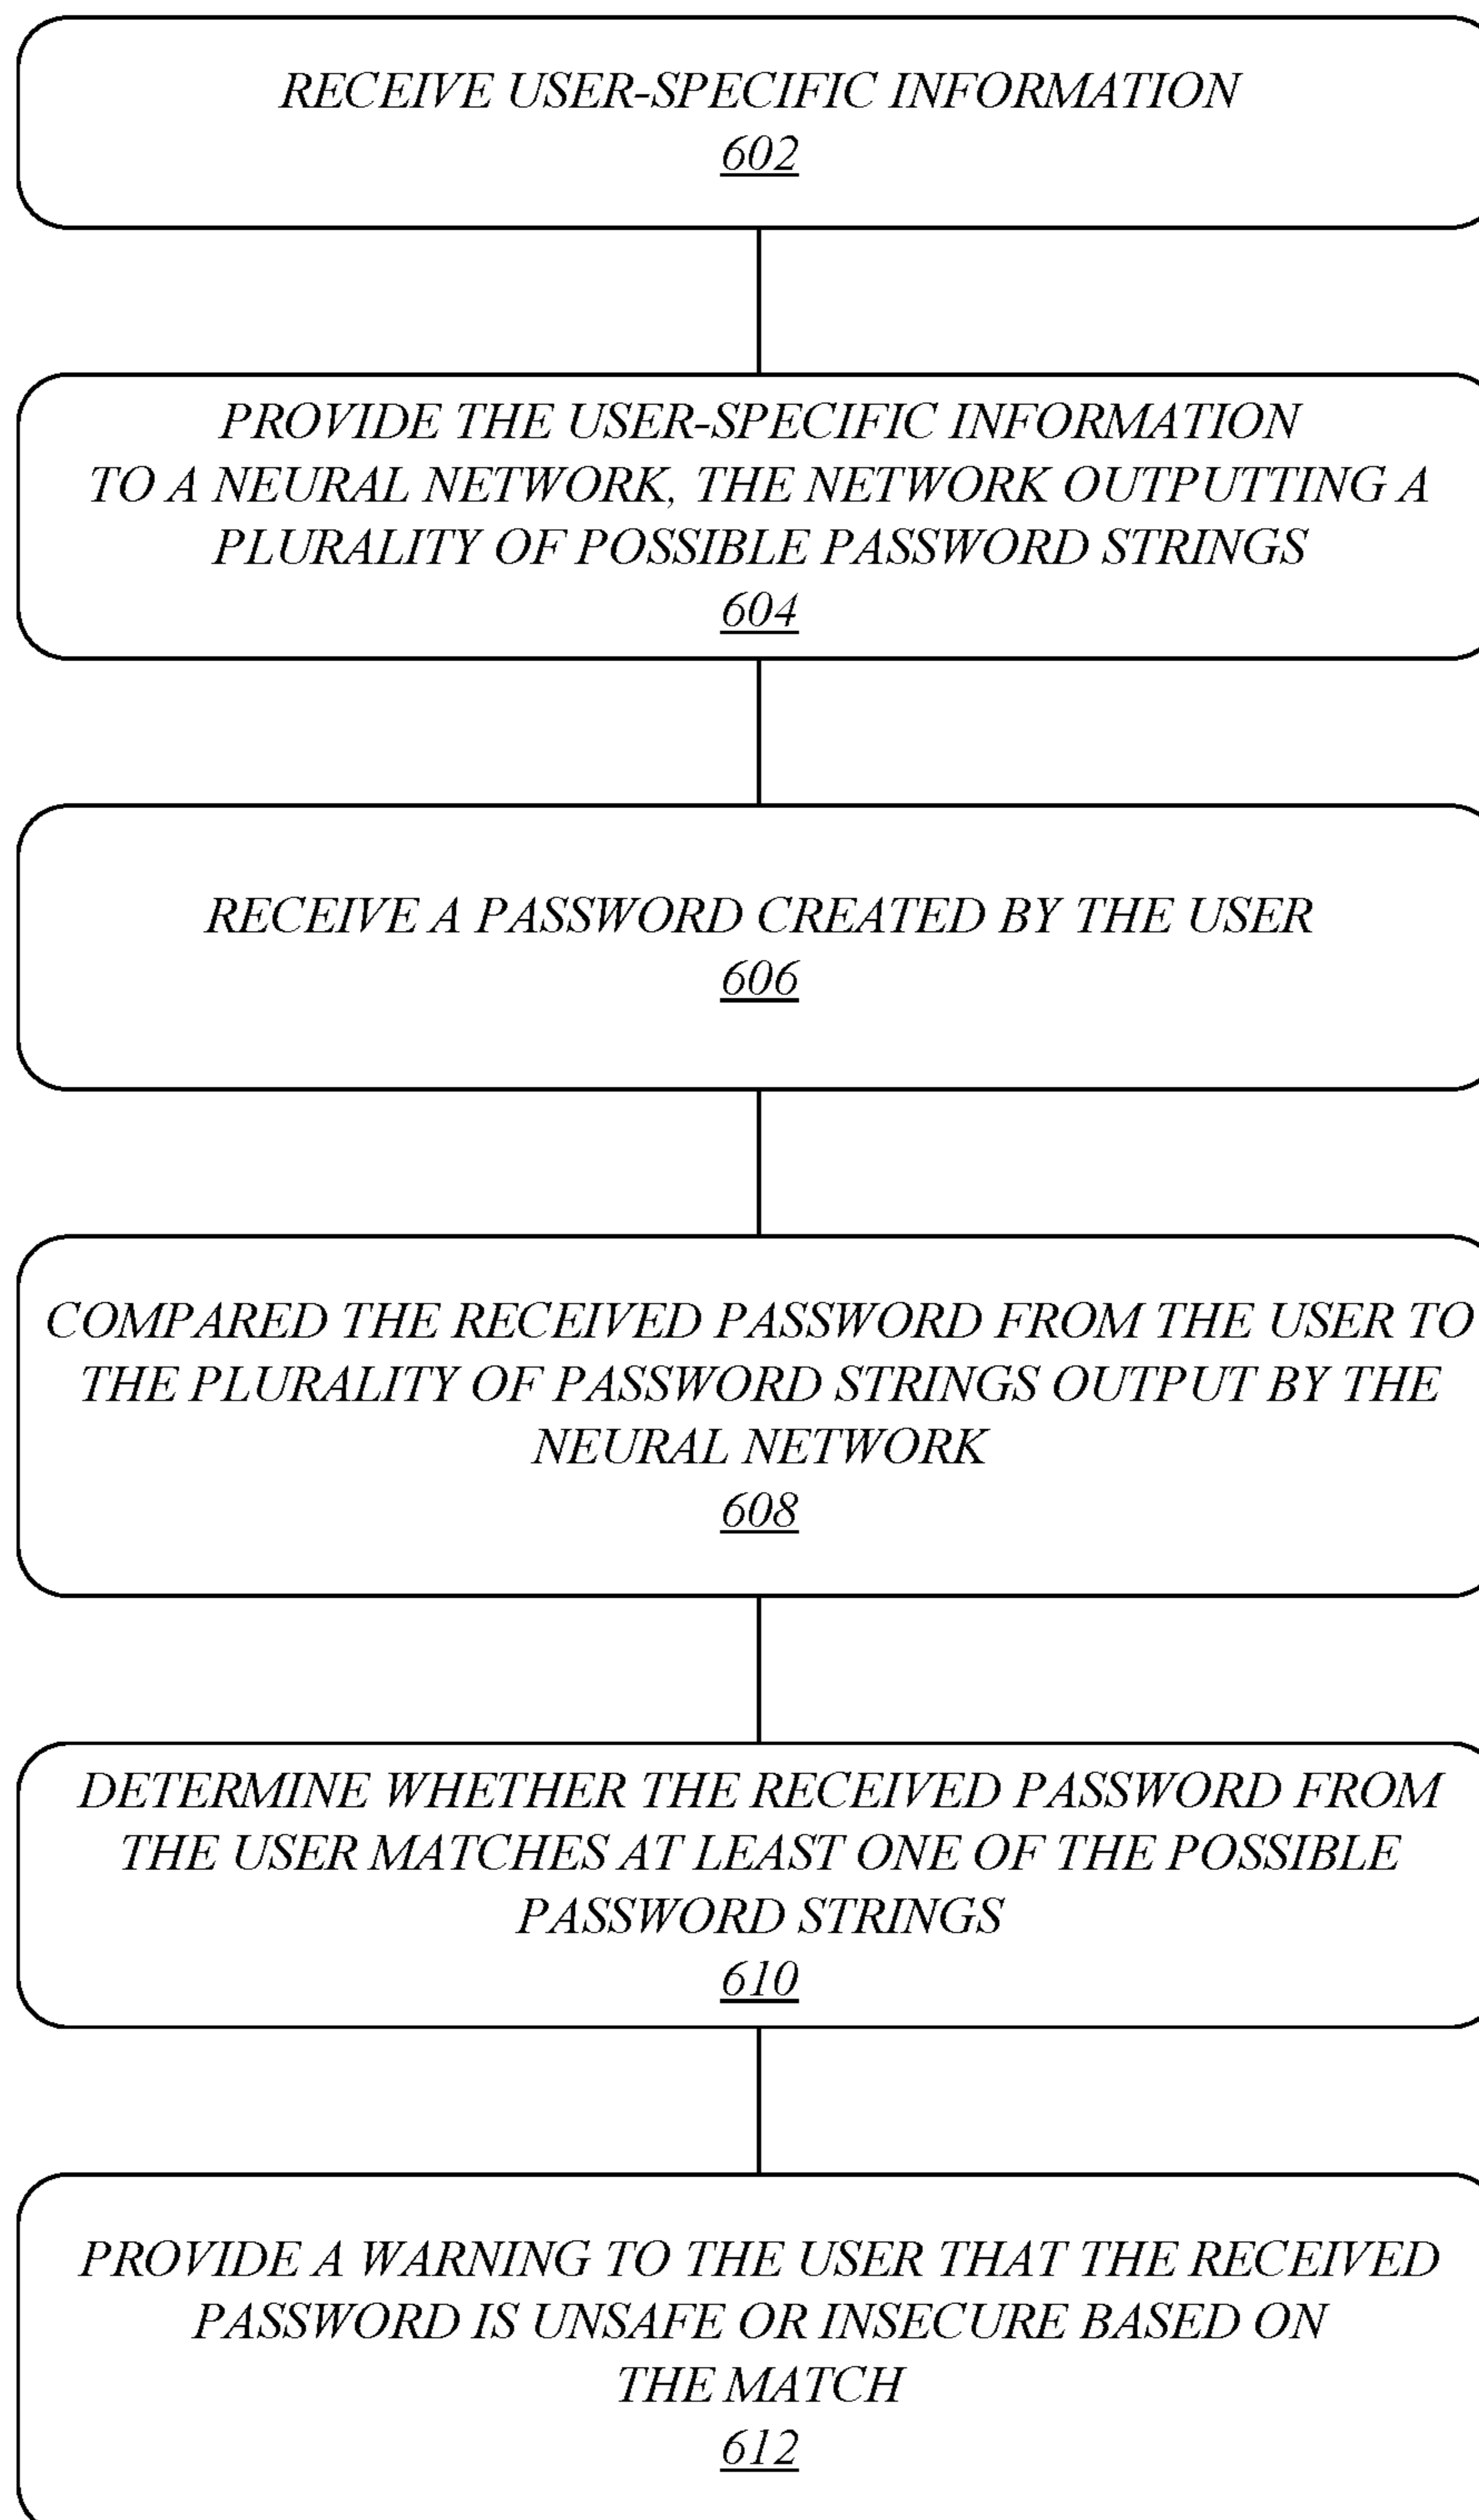 RECEIVE USER-SPECIFIC INFORMATION
602
PROVIDE THE USER-SPECIFIC INFORMATION
TO A NEURAL NETWORK, THE NETWORK OUTPUTTING A
PLURALITY OF POSSIBLE PASSWORD STRINGS
604
RECEIVE A PASSWORD CREATED BY THE USER
606
COMPARED THE RECEIVED PASSWORD FROM THE USER TO
THE PLURALITY OF PASSWORD STRINGS OUTPUT BY THE
NEURAL NETWORK
608
DETERMINE WHETHER THE RECEIVED PASSWORD FROM
THE USER MATCHES AT LEAST ONE OF THE POSSIBLE
PASSWORD STRINGS
610
PROVIDE A WARNING TO THE USER THAT THE RECEIVED
PASSWORD IS UNSAFE OR INSECURE BASED ON
THE MATCH
612